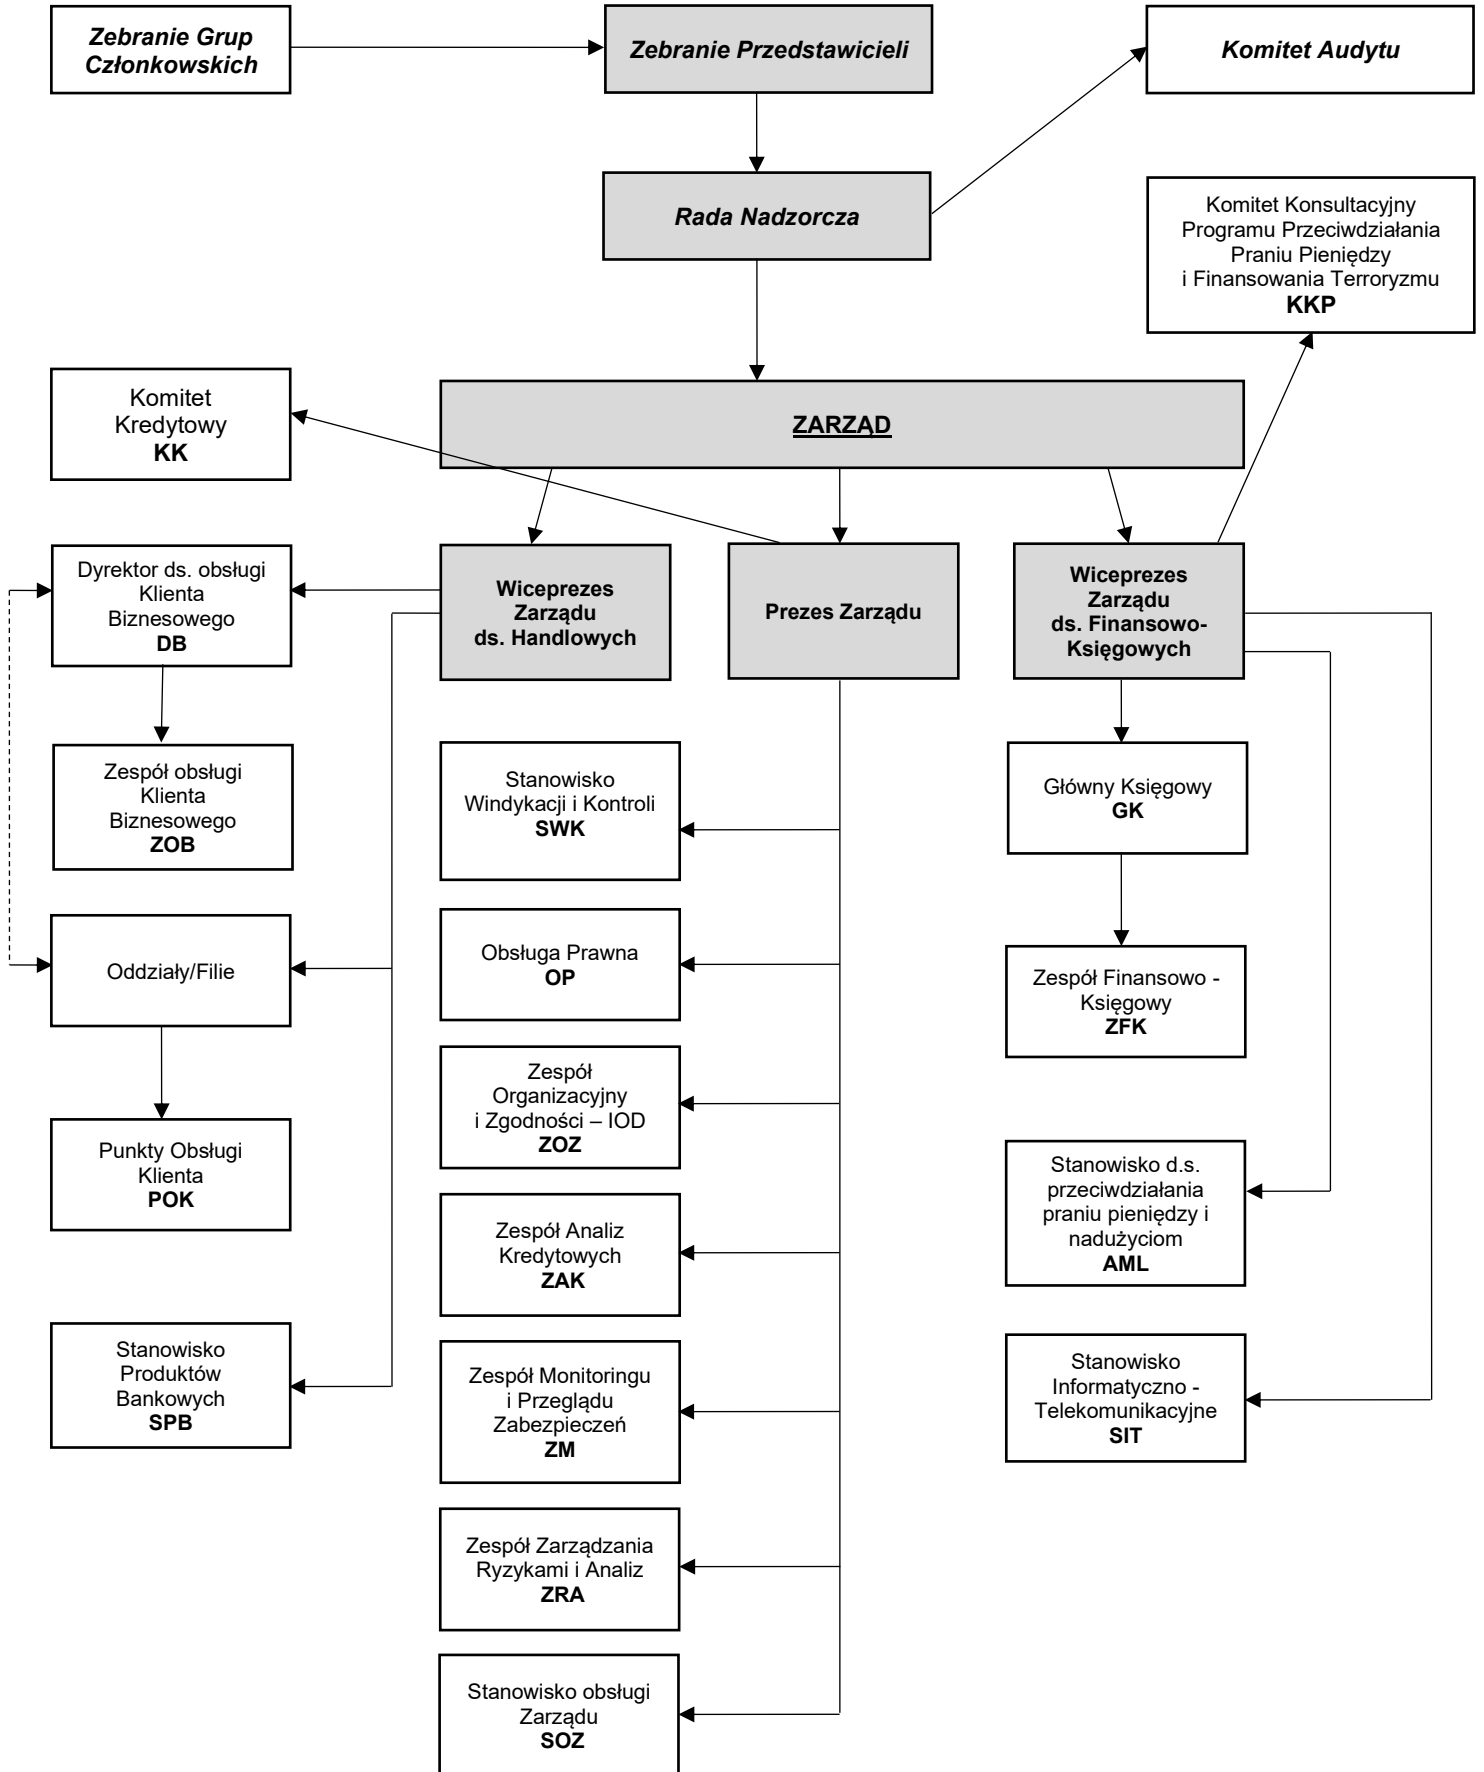 Zebranie Grup
Członkowskich
Zebranie Przedstawicieli
Komitet Audytu
Rada Nadzorcza
Komitet Konsultacyjny
Programu Przeciwdziałania
Praniu Pieniędzy
i Finansowania Terroryzmu
KKP
Komitet
Kredytowy
KK
ZARZĄD
Dyrektor ds. obsługi
Klienta
Biznesowego
DB
Wiceprezes
Zarządu
ds. Handlowych
Prezes Zarządu
Wiceprezes
Zarządu
ds. Finansowo-
Księgowych
Zespół obsługi
Klienta
Biznesowego
ZOB
Stanowisko
Windykacji i Kontroli
SWK
Główny Księgowy
GK
Oddziały/Filie
Obsługa Prawna
OP
Zespół Finansowo -
Księgowy
ZFK
Zespół
Organizacyjny
i Zgodności – IOD
ZOZ
Punkty Obsługi
Klienta
POK
Stanowisko d.s.
przeciwdziałania
praniu pieniędzy i
nadużyciom
AML
Zespół Analiz
Kredytowych
ZAK
Stanowisko
Produktów
Bankowych
SPB
Zespół Monitoringu
i Przeglądu
Zabezpieczeń
ZM
Stanowisko
Informatyczno -
Telekomunikacyjne
SIT
Zespół Zarządzania
Ryzykami i Analiz
ZRA
Stanowisko obsługi
Zarządu
SOZ